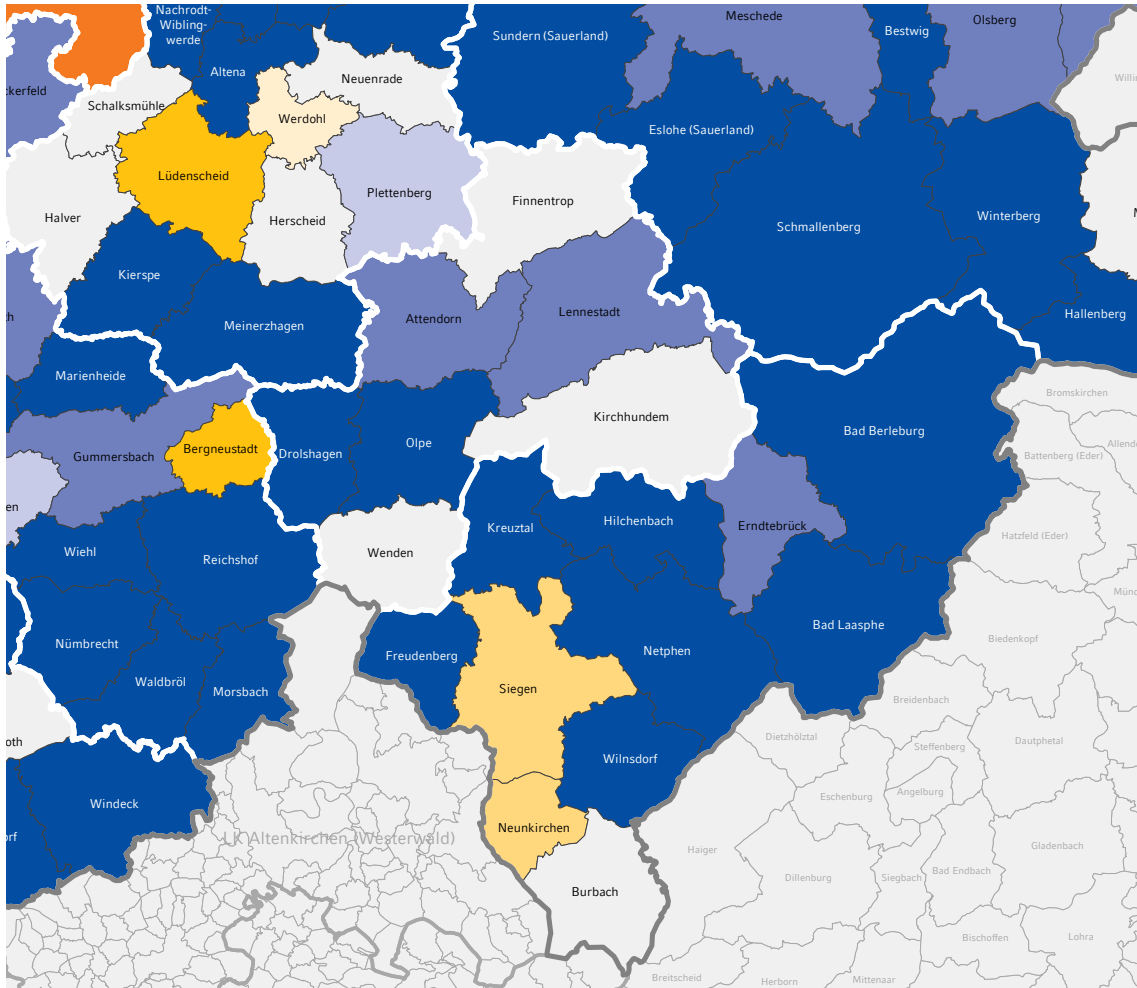 Nachrodt-
Wibling-
werde
Sundern (Sauerland)
Meschede
Bestwig
Olsberg
Altena
Neuenrade
ckerfeld
Schalksmühle
Werdohl
Eslohe (Sauerland)
Lüdenscheid
Plettenberg
Finnentrop
Halver
Herscheid
Schmallenberg
Winterberg
Kierspe
Meinerzhagen
Attendorn
Lennestadt
Hallenberg
Marienheide
Bromskirchen
Kirchhundem
Bad Berleburg
Olpe
Bergneustadt
Drolshagen
Gummersbach
Battenberg (Eder)
en
Kreuztal
Hilchenbach
Erndtebrück
Hatzfeld (Eder)
Wiehl
Reichshof
Wenden
Nümbrecht
Freudenberg
Netphen
Bad Laasphe
Biedenkopf
Waldbröl
Morsbach
Siegen
Breidenbach
oth
Dietzhölztal
Steffenberg
Dautphetal
Wilnsdorf
Windeck
Eschenburg
Angelburg
Neunkirchen
orf
LK Altenkirchen (Westerwald)
Haiger
Gladenbach
Dillenburg
Siegbach
Bad Endbach
Burbach
Bischoffen
Lohra
Breitscheid
Herborn
Mittenaar